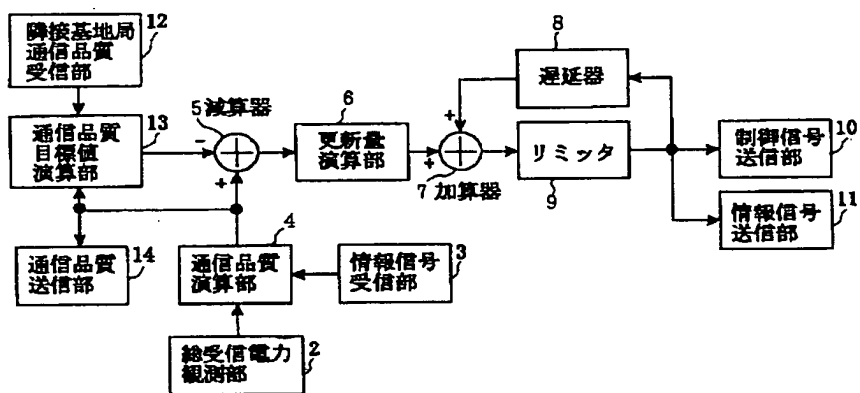 隣接基地局
通信品質
受信部
12
通信品質
目標値
演算部
13
通信品質
送信部
14
5 減算器
-
+
4
通信品質
演算部
情報信号
受信部
3
総受信電力
観測部
2
6
更新量
演算部
+
+
7 加算器
8
遅延器
リミッタ
9
制御信号
送信部
10
情報信号
送信部
11